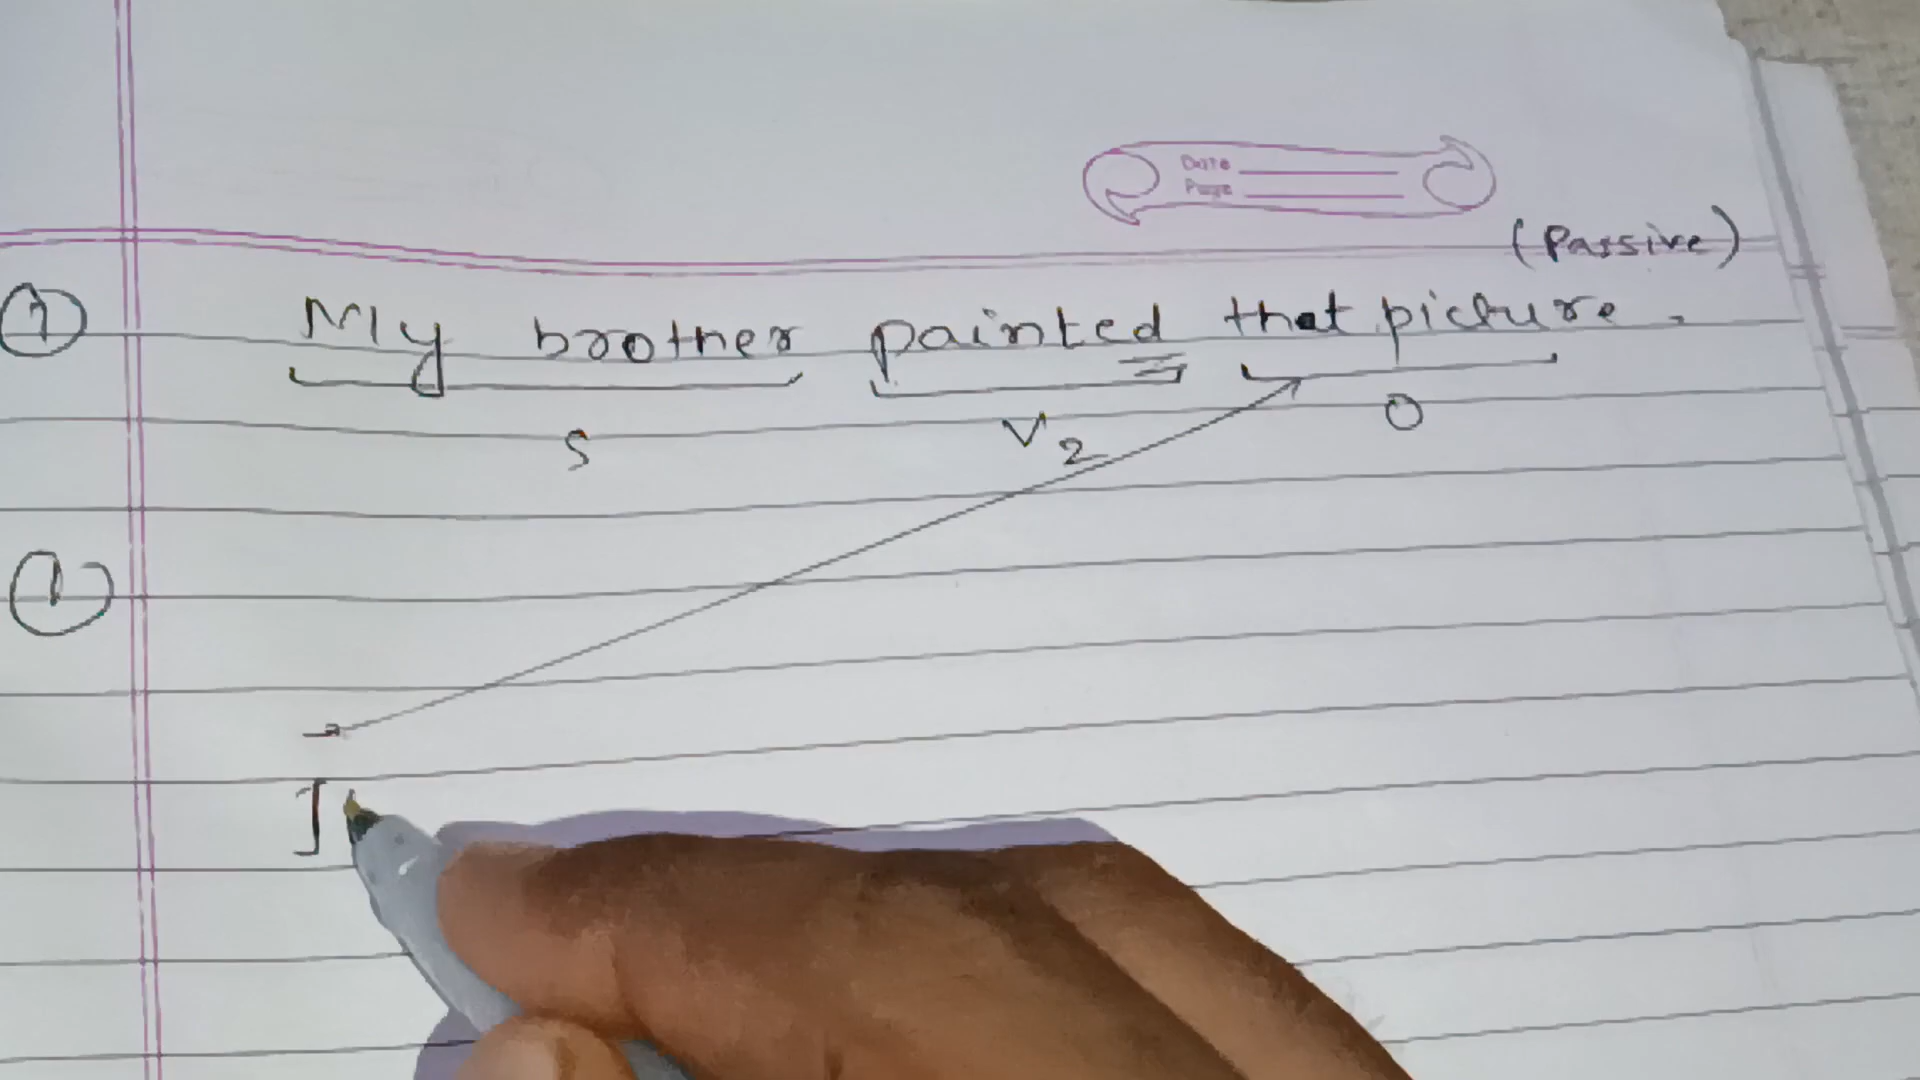 Date
Page
(Passive)
1 My brother painted that picture.
S V2 O
1
I